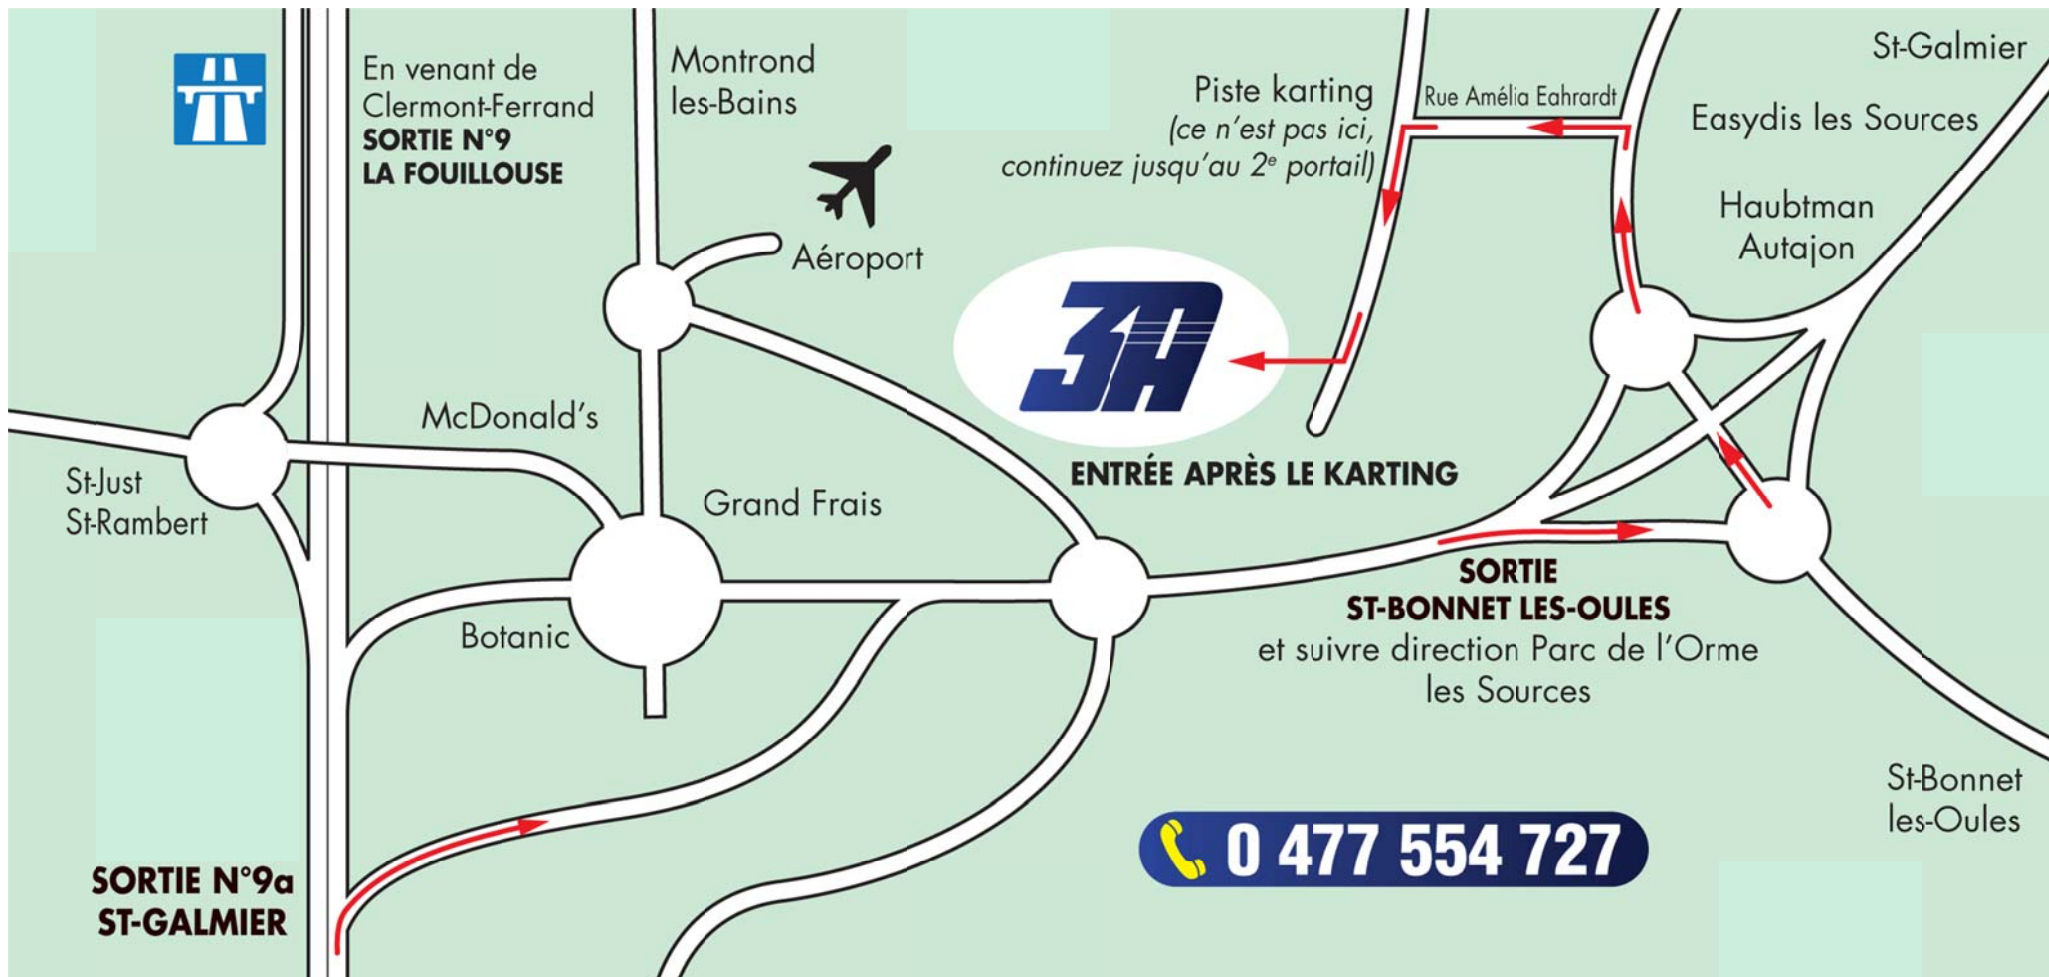 En venant de
Clermont-Ferrand
SORTIE N°9
LA FOUILLOUSE
Montrond
les-Bains
Aéroport
Piste karting
(ce n'est pas ici,
continuez jusqu'au 2e portail)
Rue Amélia Eahrardt
St-Galmier
Easydis les Sources
Haubtman
Autajon
3A
ENTRÉE APRÈS LE KARTING
McDonald's
St-Just
St-Rambert
Grand Frais
Botanic
SORTIE
ST-BONNET LES-OULES
et suivre direction Parc de l'Orme
les Sources
St-Bonnet
les-Oules
SORTIE N°9a
ST-GALMIER
0 477 554 727